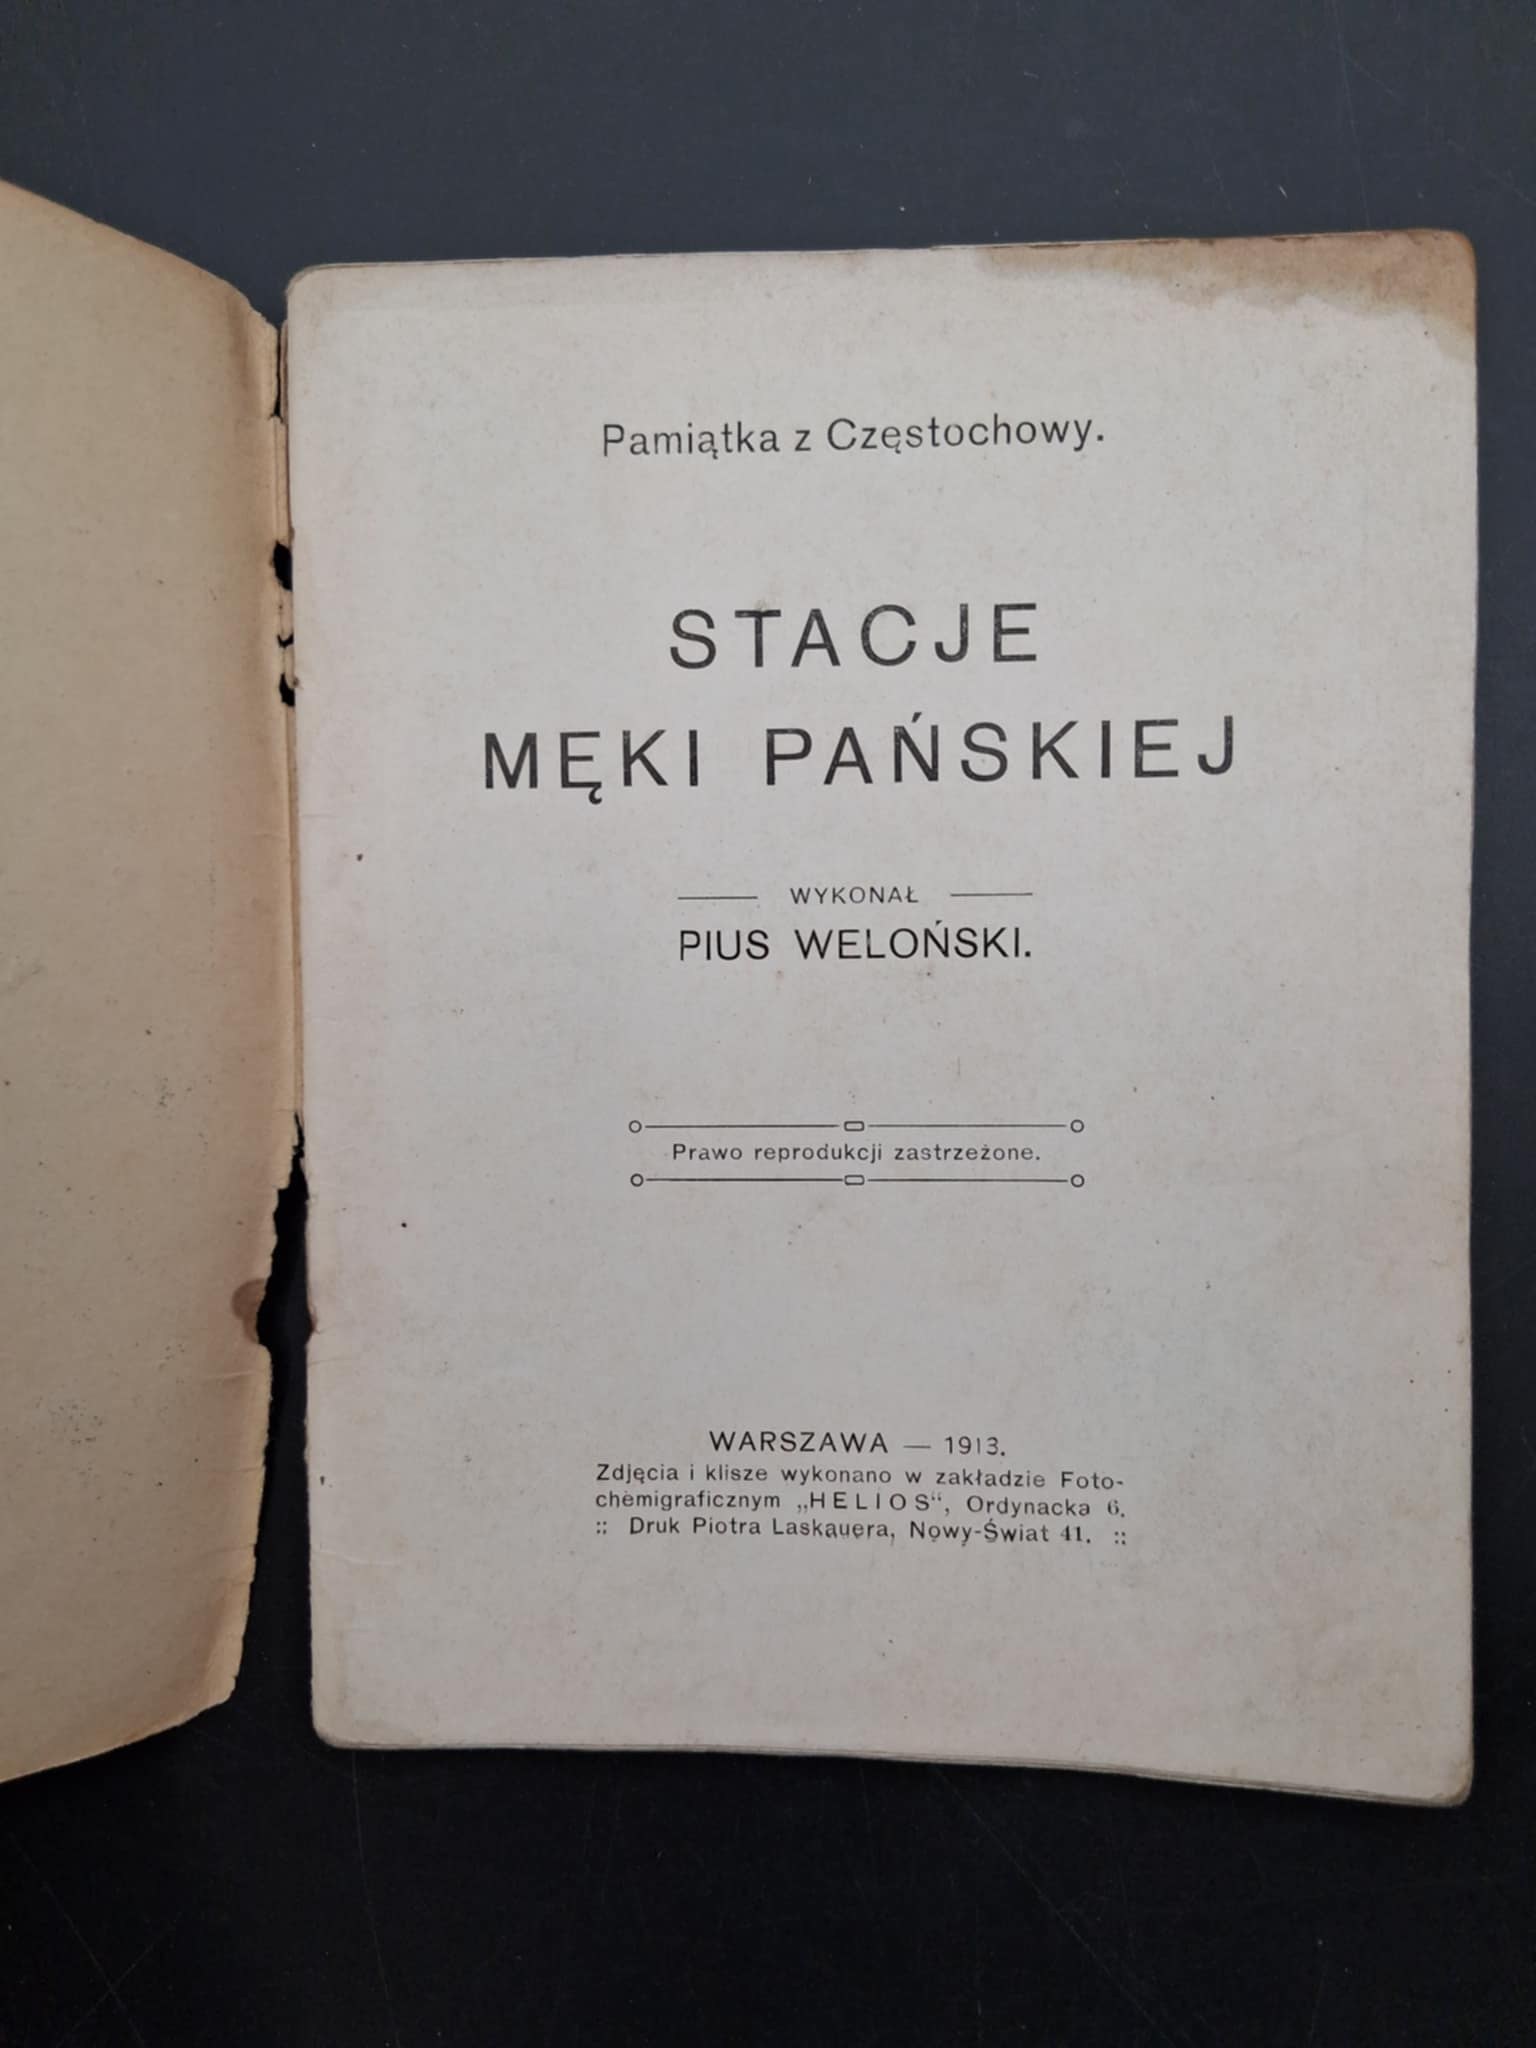 Pamiątka z Częstochowy.
STACJE
MĘKI PAŃSKIEJ
WYKONAŁ
PIUS WELOŃSKI.
Prawo reprodukcji zastrzeżone.
WARSZAWA — 1913.
Zdjęcia i klisze wykonano w zakładzie Foto-
chemigraficznym „HELIOS“, Ordynacka 6.
:: Druk Piotra Laskauera, Nowy-Świat 41. ::